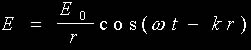 E = E₀/r cos(ωt − kr)